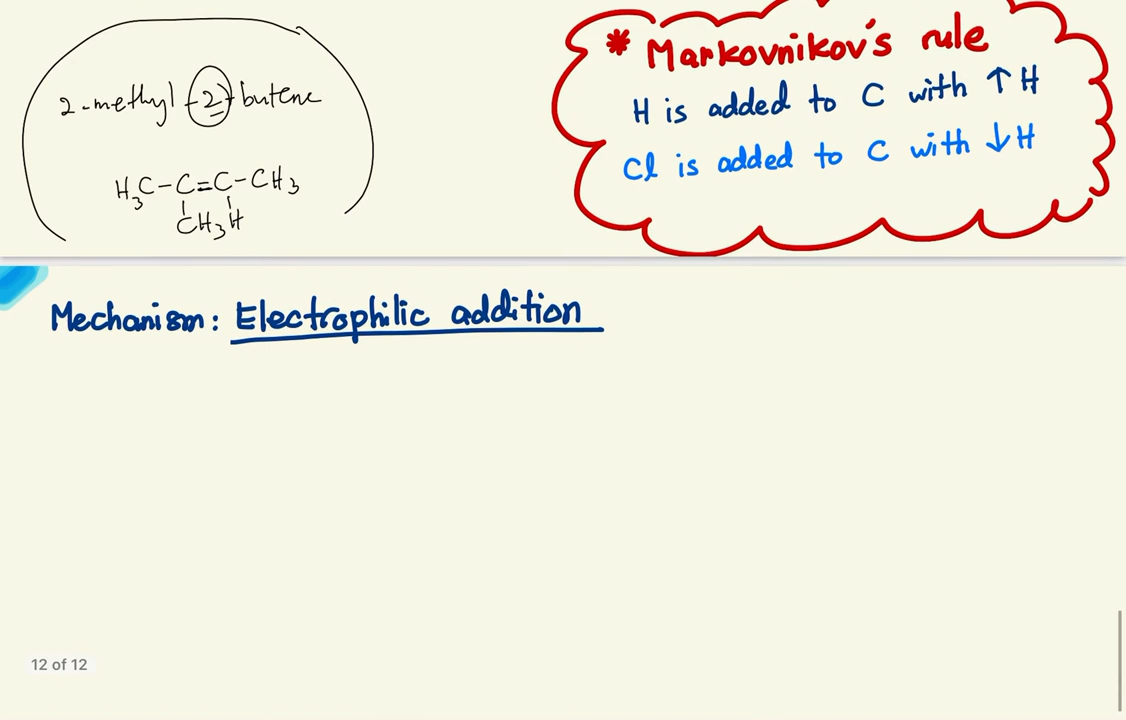 2-methyl-2-butene
H₃C-C=C-CH₃
CH₃ H
* Markovnikov's rule
H is added to C with ↑H
Cl is added to C with ↓H
Mechanism: Electrophilic addition
12 of 12